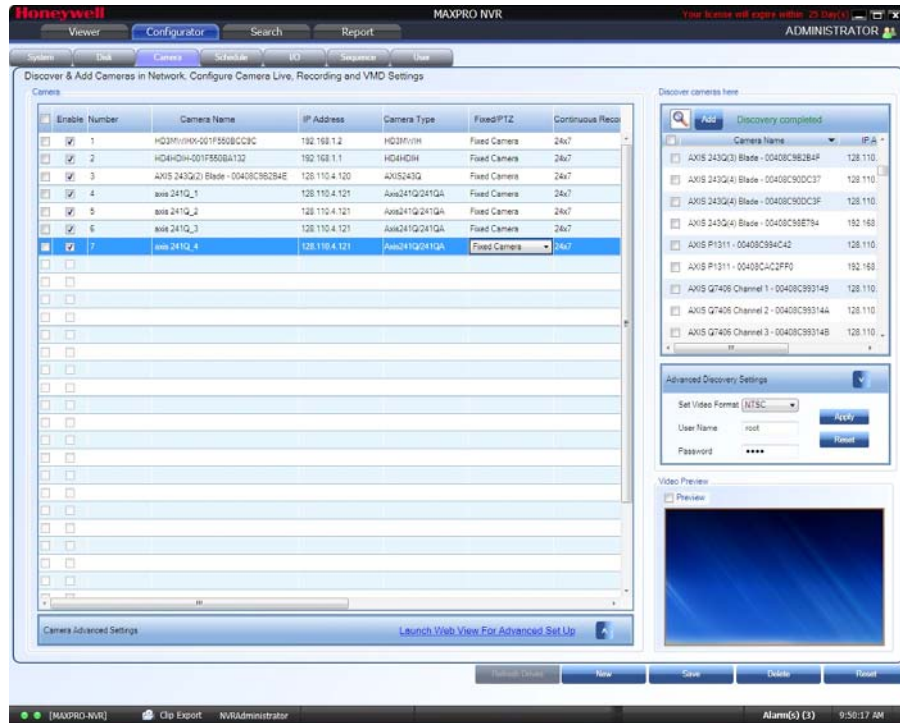 Honeywell MAXPRO NVR Your license will expire within 25 Day(s)
Viewer Configurator Search Report ADMINISTRATOR
System Disk Camera Schedule I/O Sequence User
Discover & Add Cameras in Network, Configure Camera Live, Recording and VMD Settings
Camera
Enable Number Camera Name IP Address Camera Type Fixed/PTZ Continuous Reco
1 HD3MWIHX-001F550BCC9C 192.168.1.2 HD3MWIH Fixed Camera 24x7
2 HD4HDIH-001F550BA132 192.168.1.1 HD4HDIH Fixed Camera 24x7
3 AXIS 243Q(2) Blade - 00408C9B2B4E 128.110.4.120 AXIS243Q Fixed Camera 24x7
4 axis 241Q_1 128.110.4.121 Axis241Q/241QA Fixed Camera 24x7
5 axis 241Q_2 128.110.4.121 Axis241Q/241QA Fixed Camera 24x7
6 axis 241Q_3 128.110.4.121 Axis241Q/241QA Fixed Camera 24x7
7 axis 241Q_4 128.110.4.121 Axis241Q/241QA Fixed Camera 24x7
Camera Advanced Settings Launch Web View For Advanced Set Up
Discover cameras here
Add Discovery completed
Camera Name IP A
AXIS 243Q(3) Blade - 00408C9B2B4F 128.110.
AXIS 243Q(4) Blade - 00408C90DC37 128.110.
AXIS 243Q(4) Blade - 00408C90DC3F 128.110.
AXIS 243Q(4) Blade - 00408C98E794 192.168.
AXIS P1311 - 00408C994C42 128.110.
AXIS P1311 - 00408CAC2FF0 192.168.
AXIS Q7406 Channel 1 - 00408C993149 128.110.
AXIS Q7406 Channel 2 - 00408C99314A 128.110.
AXIS Q7406 Channel 3 - 00408C99314B 128.110.
Advanced Discovery Settings
Set Video Format NTSC
Apply
User Name root
Reset
Password ••••
Video Preview
Preview
Refresh Details New Save Delete Reset
[MAXPRO-NVR] Clip Export NVRAdministrator Alarm(s) (3) 9:50:17 AM